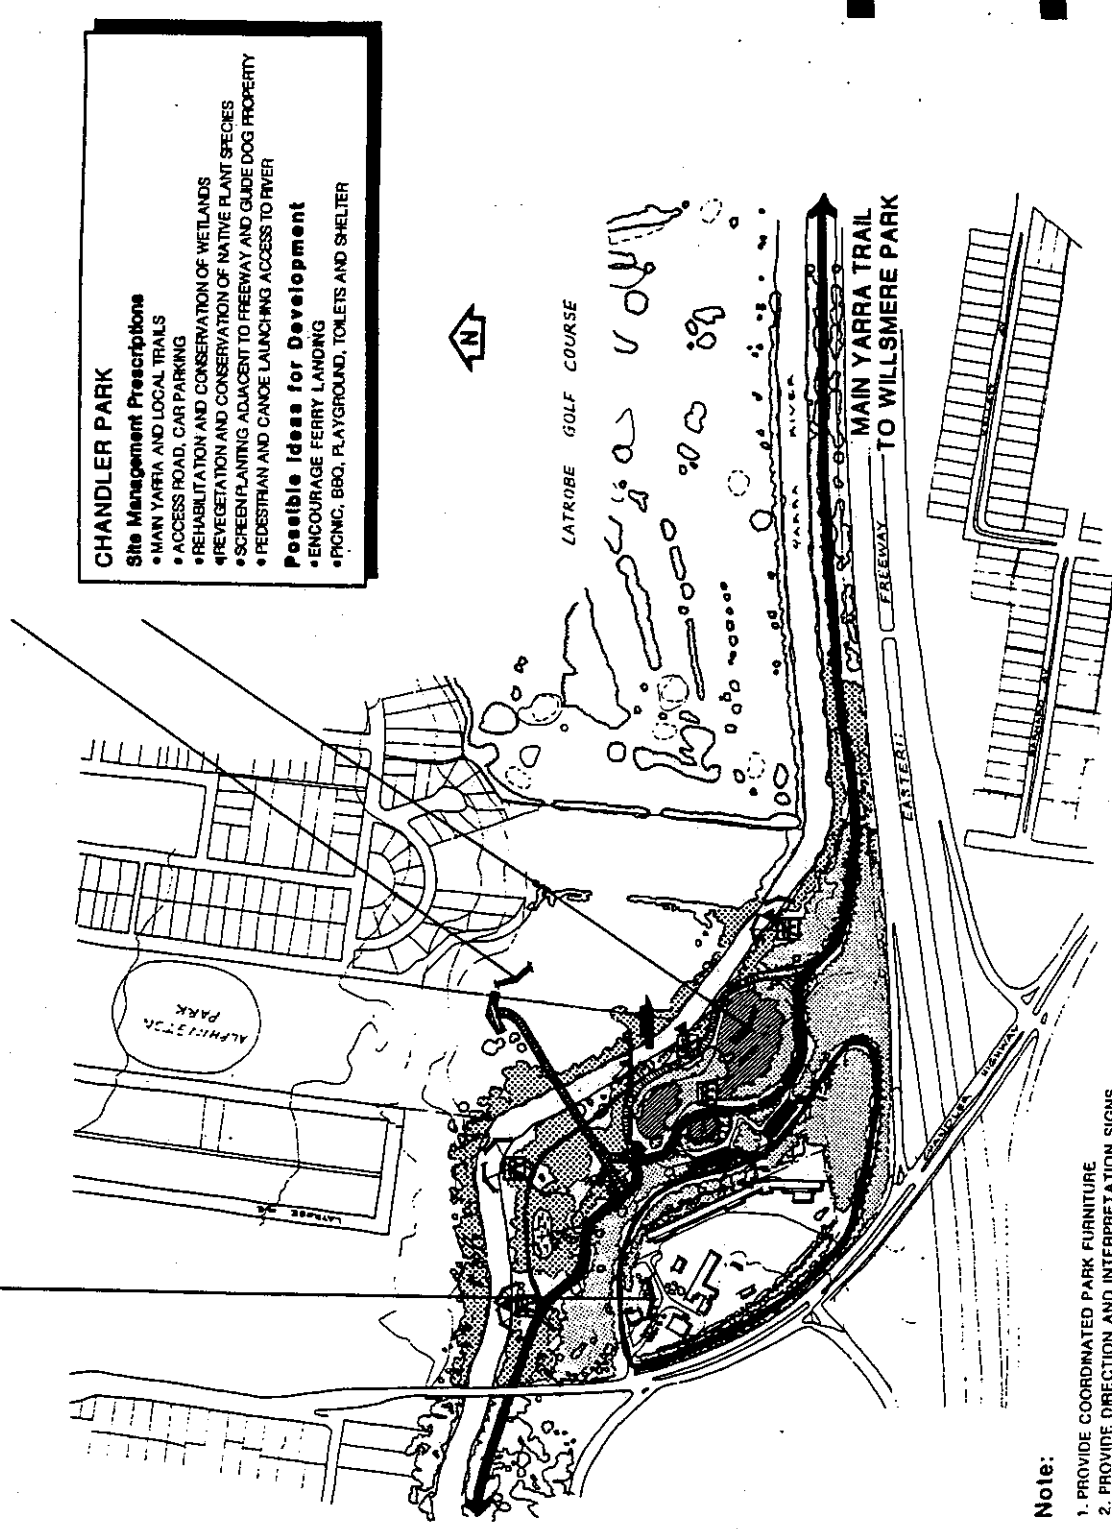 CHANDLER PARK
Site Management Prescriptions
• MAIN YARRA AND LOCAL TRAILS
• ACCESS ROAD, CAR PARKING
• REHABILITATION AND CONSERVATION OF WETLANDS
• REVEGETATION AND CONSERVATION OF NATIVE PLANT SPECIES
• SCREEN PLANTING ADJACENT TO FREEWAY AND GUIDE DOG PROPERTY
• PEDESTRIAN AND CANOE LAUNCHING ACCESS TO RIVER
Possible Ideas for Development
• ENCOURAGE FERRY LANDING
• PICNIC, BBQ, PLAYGROUND, TOILETS AND SHELTER
N
LATROBE GOLF COURSE
ALPHINGTON
PARK
LATROBE AVE
YARRA RIVER
MAIN YARRA TRAIL
TO WILLSMERE PARK
EASTERN FREEWAY
CHANDLER HIGHWAY
Note:
1. PROVIDE COORDINATED PARK FURNITURE
2. PROVIDE DIRECTION AND INTERPRETATION SIGNS